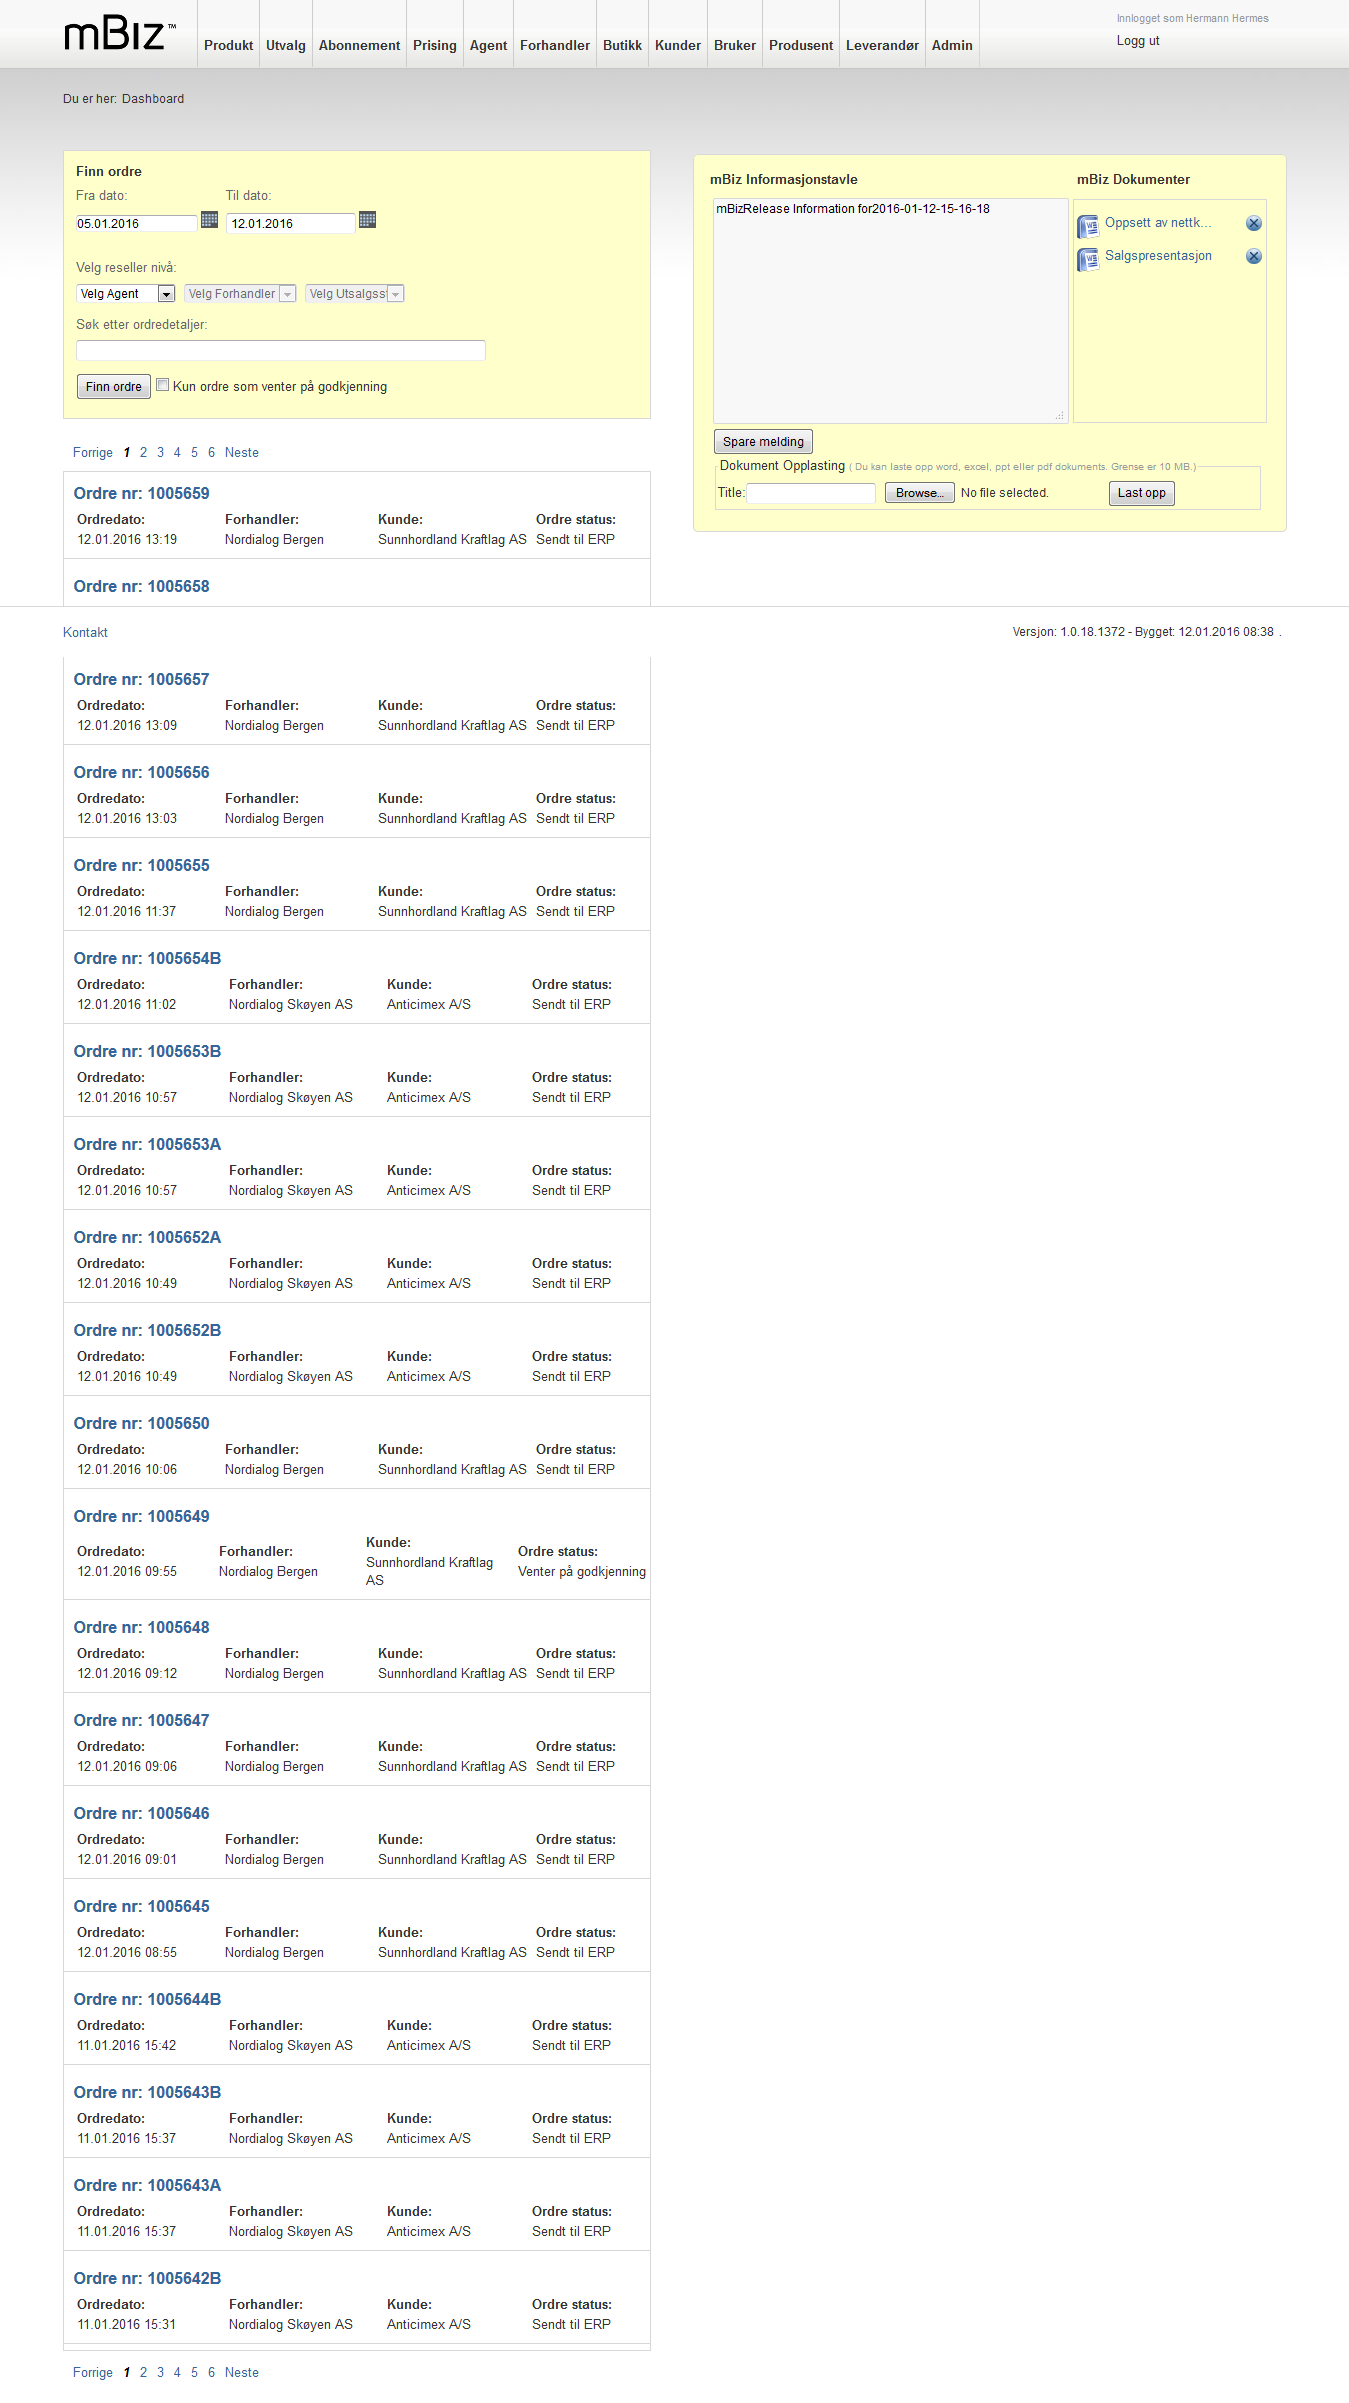 mBiz™
Produkt Utvalg Abonnement Prising Agent Forhandler Butikk Kunder Bruker Produsent Leverandør Admin
Innlogget som Hermann Hermes
Logg ut
Du er her: Dashboard
Finn ordre
Fra dato: Til dato:
05.01.2016 12.01.2016
Velg reseller nivå:
Velg Agent Velg Forhandler Velg Utsalgss
Søk etter ordredetaljer:
Finn ordre Kun ordre som venter på godkjenning
mBiz Informasjonstavle mBiz Dokumenter
mBizRelease Information for2016-01-12-15-16-18
Oppsett av nettk...
Salgspresentasjon
Spare melding
Dokument Opplasting ( Du kan laste opp word, excel, ppt eller pdf dokuments. Grense er 10 MB.)
Title: Browse... No file selected. Last opp
Forrige 1 2 3 4 5 6 Neste
Ordre nr: 1005659
Ordredato: Forhandler: Kunde: Ordre status:
12.01.2016 13:19 Nordialog Bergen Sunnhordland Kraftlag AS Sendt til ERP
Ordre nr: 1005658
Kontakt Versjon: 1.0.18.1372 - Bygget: 12.01.2016 08:38 .
Ordre nr: 1005657
Ordredato: Forhandler: Kunde: Ordre status:
12.01.2016 13:09 Nordialog Bergen Sunnhordland Kraftlag AS Sendt til ERP
Ordre nr: 1005656
Ordredato: Forhandler: Kunde: Ordre status:
12.01.2016 13:03 Nordialog Bergen Sunnhordland Kraftlag AS Sendt til ERP
Ordre nr: 1005655
Ordredato: Forhandler: Kunde: Ordre status:
12.01.2016 11:37 Nordialog Bergen Sunnhordland Kraftlag AS Sendt til ERP
Ordre nr: 1005654B
Ordredato: Forhandler: Kunde: Ordre status:
12.01.2016 11:02 Nordialog Skøyen AS Anticimex A/S Sendt til ERP
Ordre nr: 1005653B
Ordredato: Forhandler: Kunde: Ordre status:
12.01.2016 10:57 Nordialog Skøyen AS Anticimex A/S Sendt til ERP
Ordre nr: 1005653A
Ordredato: Forhandler: Kunde: Ordre status:
12.01.2016 10:57 Nordialog Skøyen AS Anticimex A/S Sendt til ERP
Ordre nr: 1005652A
Ordredato: Forhandler: Kunde: Ordre status:
12.01.2016 10:49 Nordialog Skøyen AS Anticimex A/S Sendt til ERP
Ordre nr: 1005652B
Ordredato: Forhandler: Kunde: Ordre status:
12.01.2016 10:49 Nordialog Skøyen AS Anticimex A/S Sendt til ERP
Ordre nr: 1005650
Ordredato: Forhandler: Kunde: Ordre status:
12.01.2016 10:06 Nordialog Bergen Sunnhordland Kraftlag AS Sendt til ERP
Ordre nr: 1005649
Ordredato: Forhandler: Kunde: Ordre status:
12.01.2016 09:55 Nordialog Bergen Sunnhordland Kraftlag Venter på godkjenning
AS
Ordre nr: 1005648
Ordredato: Forhandler: Kunde: Ordre status:
12.01.2016 09:12 Nordialog Bergen Sunnhordland Kraftlag AS Sendt til ERP
Ordre nr: 1005647
Ordredato: Forhandler: Kunde: Ordre status:
12.01.2016 09:06 Nordialog Bergen Sunnhordland Kraftlag AS Sendt til ERP
Ordre nr: 1005646
Ordredato: Forhandler: Kunde: Ordre status:
12.01.2016 09:01 Nordialog Bergen Sunnhordland Kraftlag AS Sendt til ERP
Ordre nr: 1005645
Ordredato: Forhandler: Kunde: Ordre status:
12.01.2016 08:55 Nordialog Bergen Sunnhordland Kraftlag AS Sendt til ERP
Ordre nr: 1005644B
Ordredato: Forhandler: Kunde: Ordre status:
11.01.2016 15:42 Nordialog Skøyen AS Anticimex A/S Sendt til ERP
Ordre nr: 1005643B
Ordredato: Forhandler: Kunde: Ordre status:
11.01.2016 15:37 Nordialog Skøyen AS Anticimex A/S Sendt til ERP
Ordre nr: 1005643A
Ordredato: Forhandler: Kunde: Ordre status:
11.01.2016 15:37 Nordialog Skøyen AS Anticimex A/S Sendt til ERP
Ordre nr: 1005642B
Ordredato: Forhandler: Kunde: Ordre status:
11.01.2016 15:31 Nordialog Skøyen AS Anticimex A/S Sendt til ERP
Forrige 1 2 3 4 5 6 Neste